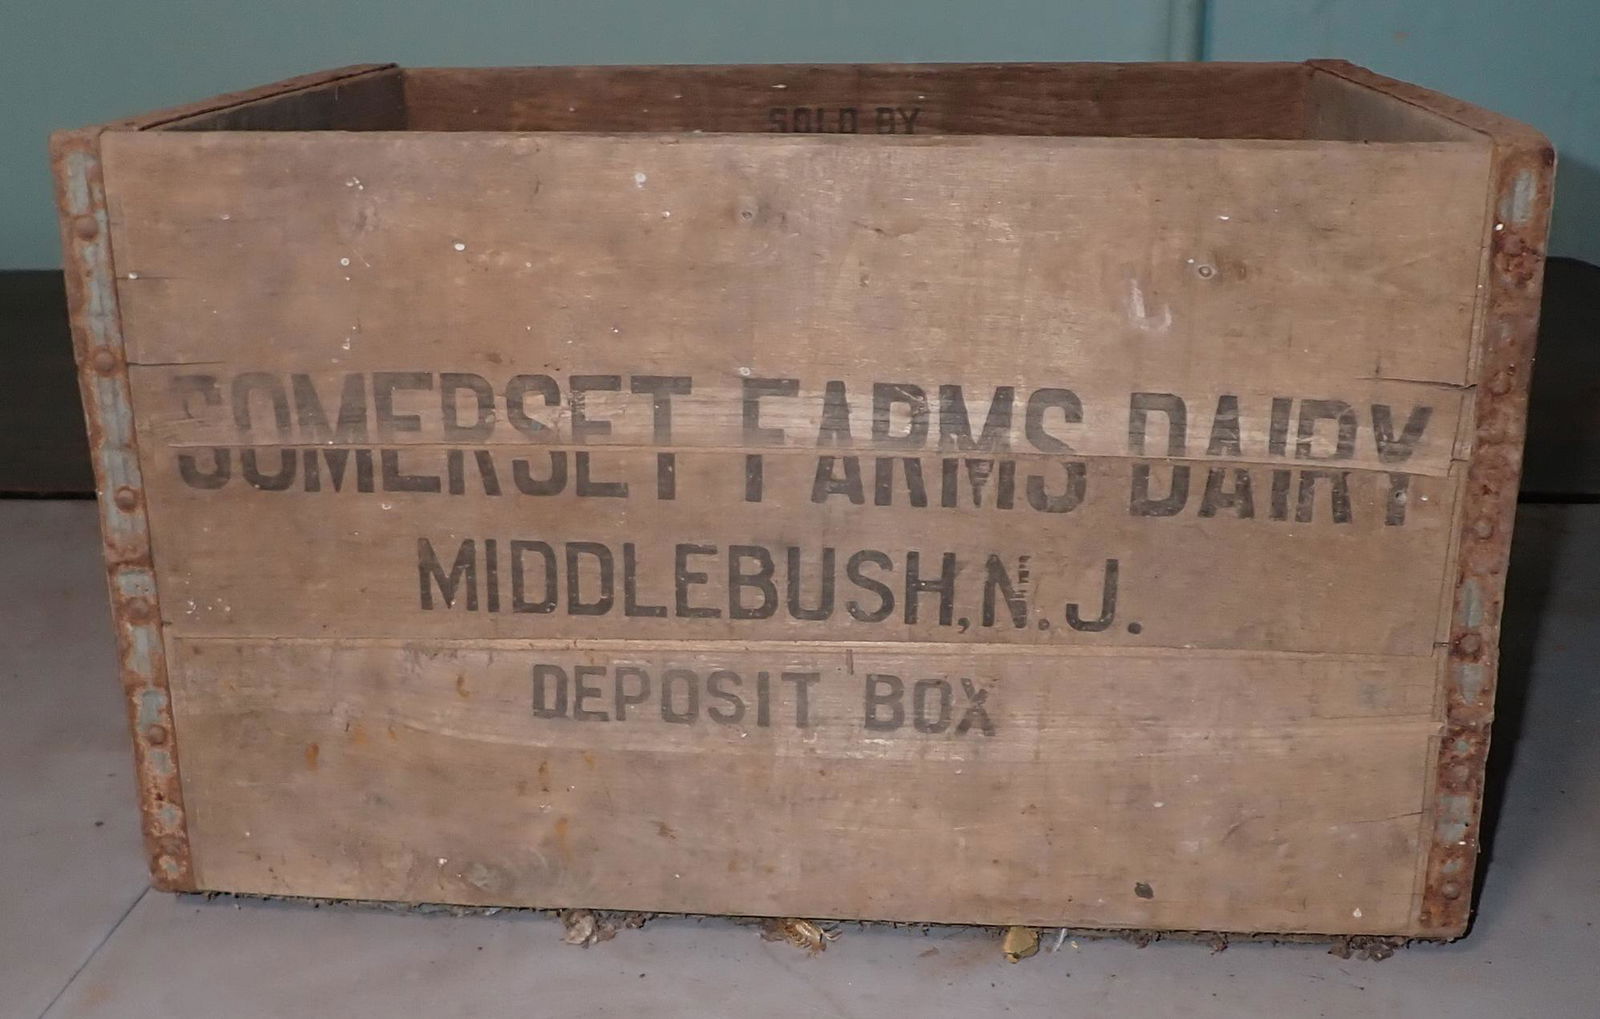 SOLD BY
SOMERSET FARMS DAIRY
MIDDLEBUSH, N. J.
DEPOSIT BOX